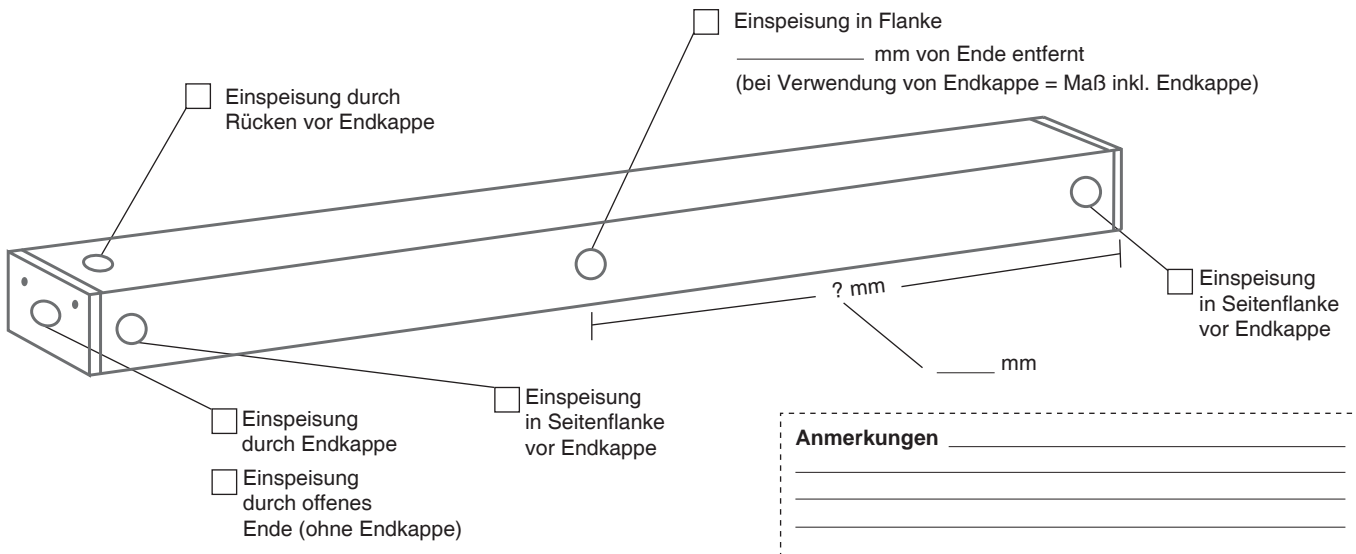 Einspeisung in Flanke
mm von Ende entfernt
(bei Verwendung von Endkappe = Maß inkl. Endkappe)
Einspeisung durch
Rücken vor Endkappe
? mm
Einspeisung
in Seitenflanke
vor Endkappe
mm
Einspeisung
in Seitenflanke
vor Endkappe
Einspeisung
durch Endkappe
Einspeisung
durch offenes
Ende (ohne Endkappe)
Anmerkungen